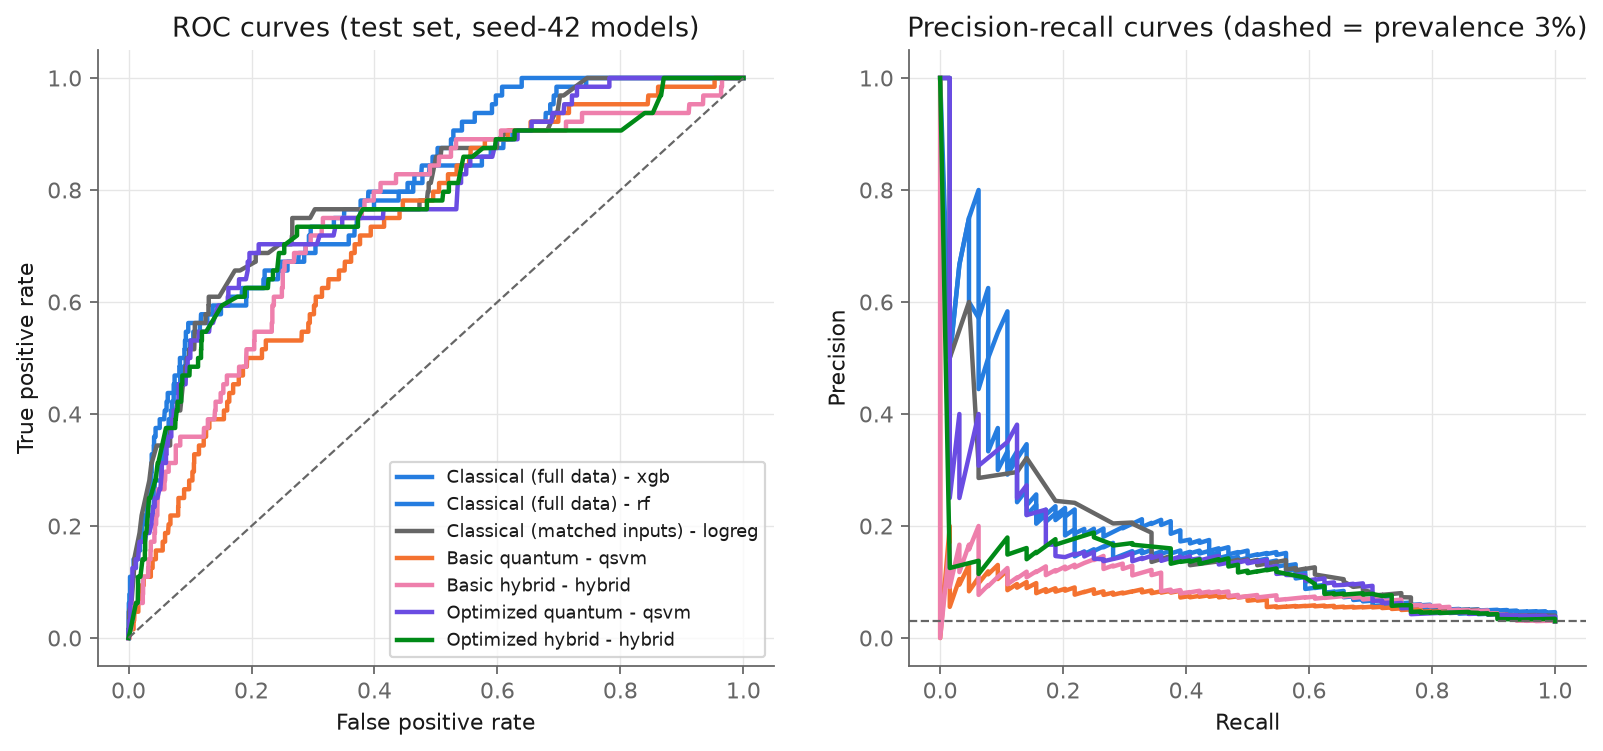 ROC curves (test set, seed-42 models)
True positive rate
1.0
0.8
0.6
0.4
0.2
0.0
Classical (full data) - xgb
Classical (full data) - rf
Classical (matched inputs) - logreg
Basic quantum - qsvm
Basic hybrid - hybrid
Optimized quantum - qsvm
Optimized hybrid - hybrid
0.0 0.2 0.4 0.6 0.8 1.0
False positive rate
Precision-recall curves (dashed = prevalence 3%)
Precision
1.0
0.8
0.6
0.4
0.2
0.0
0.0 0.2 0.4 0.6 0.8 1.0
Recall